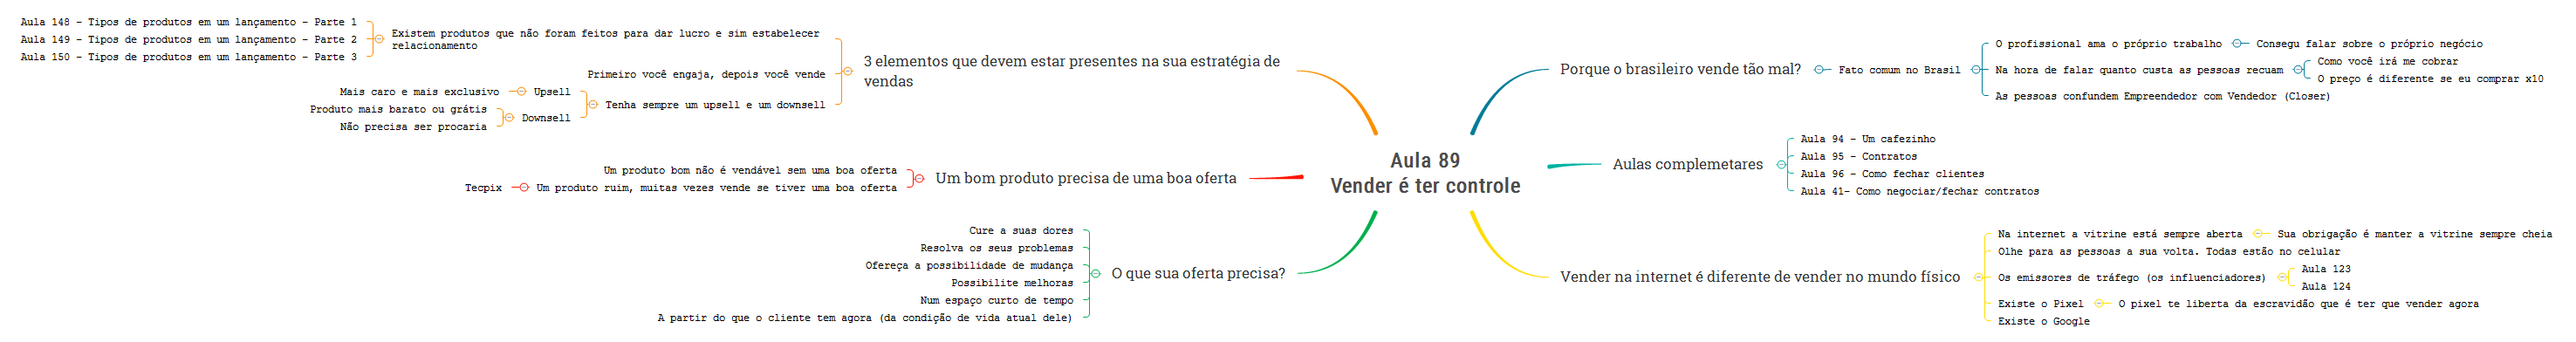 Aula 89
Vender é ter controle
Porque o brasileiro vende tão mal?
Fato comum no Brasil
O profissional ama o próprio trabalho
Consegu falar sobre o próprio negócio
Na hora de falar quanto custa as pessoas recuam
Como você irá me cobrar
O preço é diferente se eu comprar x10
As pessoas confundem Empreendedor com Vendedor (Closer)
Aulas complemetares
Aula 94 - Um cafezinho
Aula 95 - Contratos
Aula 96 - Como fechar clientes
Aula 41- Como negociar/fechar contratos
Vender na internet é diferente de vender no mundo físico
Na internet a vitrine está sempre aberta
Sua obrigação é manter a vitrine sempre cheia
Olhe para as pessoas a sua volta. Todas estão no celular
Os emissores de tráfego (os influenciadores)
Aula 123
Aula 124
Existe o Pixel
O pixel te liberta da escravidão que é ter que vender agora
Existe o Google
3 elementos que devem estar presentes na sua estratégia de
vendas
Existem produtos que não foram feitos para dar lucro e sim estabelecer
relacionamento
Aula 148 - Tipos de produtos em um lançamento - Parte 1
Aula 149 - Tipos de produtos em um lançamento - Parte 2
Aula 150 - Tipos de produtos em um lançamento - Parte 3
Primeiro você engaja, depois você vende
Tenha sempre um upsell e um downsell
Upsell
Mais caro e mais exclusivo
Downsell
Produto mais barato ou grátis
Não precisa ser procaria
Um bom produto precisa de uma boa oferta
Um produto bom não é vendável sem uma boa oferta
Um produto ruim, muitas vezes vende se tiver uma boa oferta
Tecpix
O que sua oferta precisa?
Cure a suas dores
Resolva os seus problemas
Ofereça a possibilidade de mudança
Possibilite melhoras
Num espaço curto de tempo
A partir do que o cliente tem agora (da condição de vida atual dele)